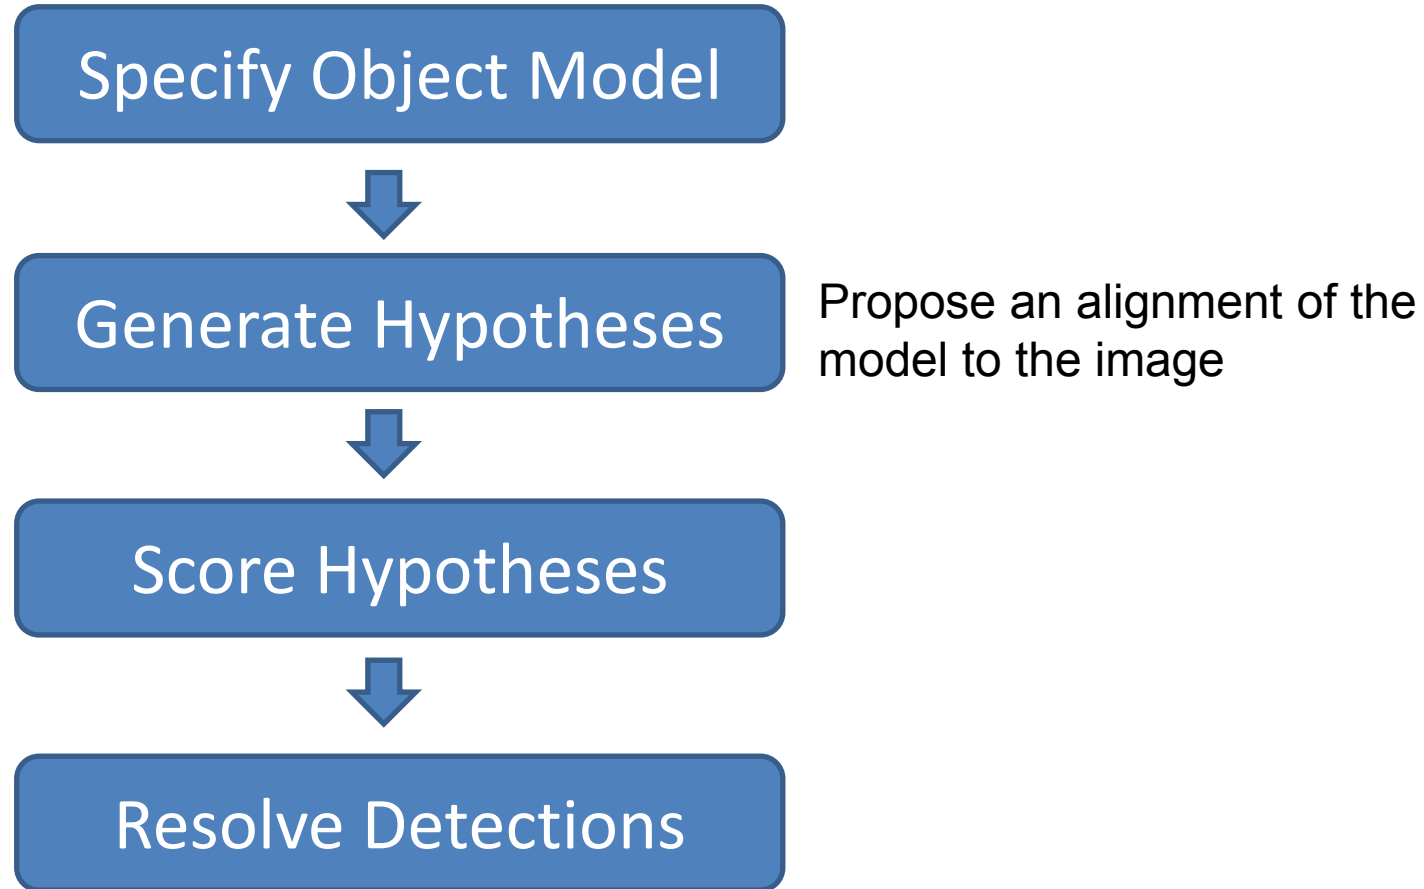 Specify Object Model
Generate Hypotheses
Propose an alignment of the
model to the image
Score Hypotheses
Resolve Detections